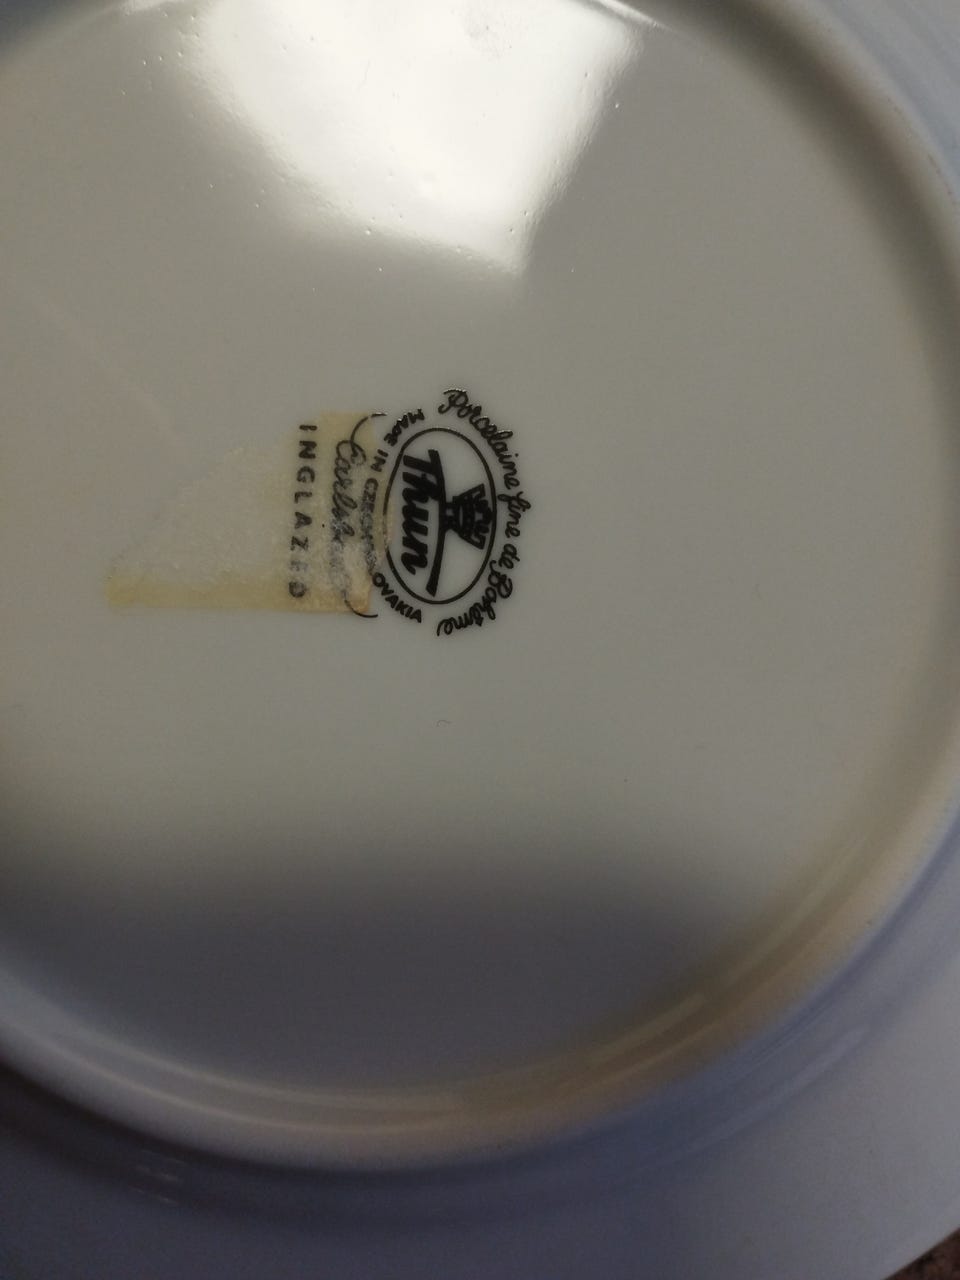 Porcelaine fine de Bohême
Thun
MADE IN CZECHOSLOVAKIA
INGLAZED